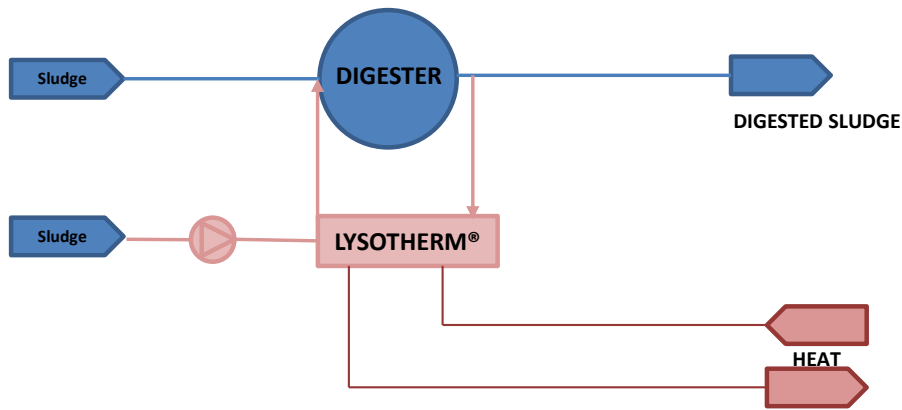 Sludge
DIGESTER
DIGESTED SLUDGE
Sludge
LYSOTHERM®
HEAT